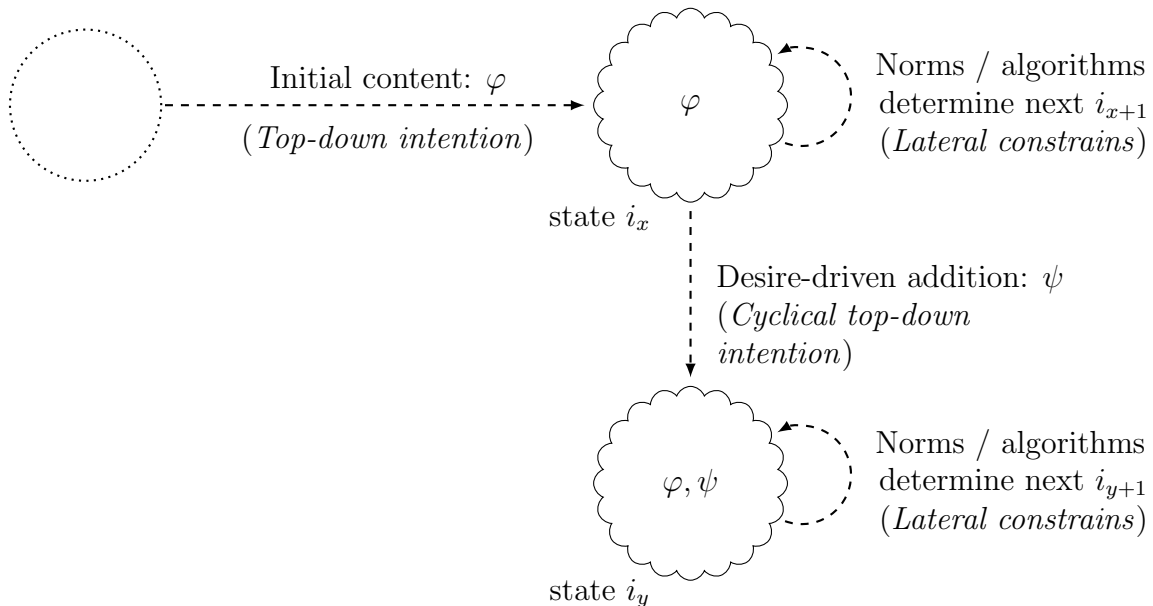 Initial content: φ
(Top-down intention)
φ
Norms / algorithms
determine next i_{x+1}
(Lateral constrains)
state i_x
Desire-driven addition: ψ
(Cyclical top-down
intention)
φ, ψ
Norms / algorithms
determine next i_{y+1}
(Lateral constrains)
state i_y